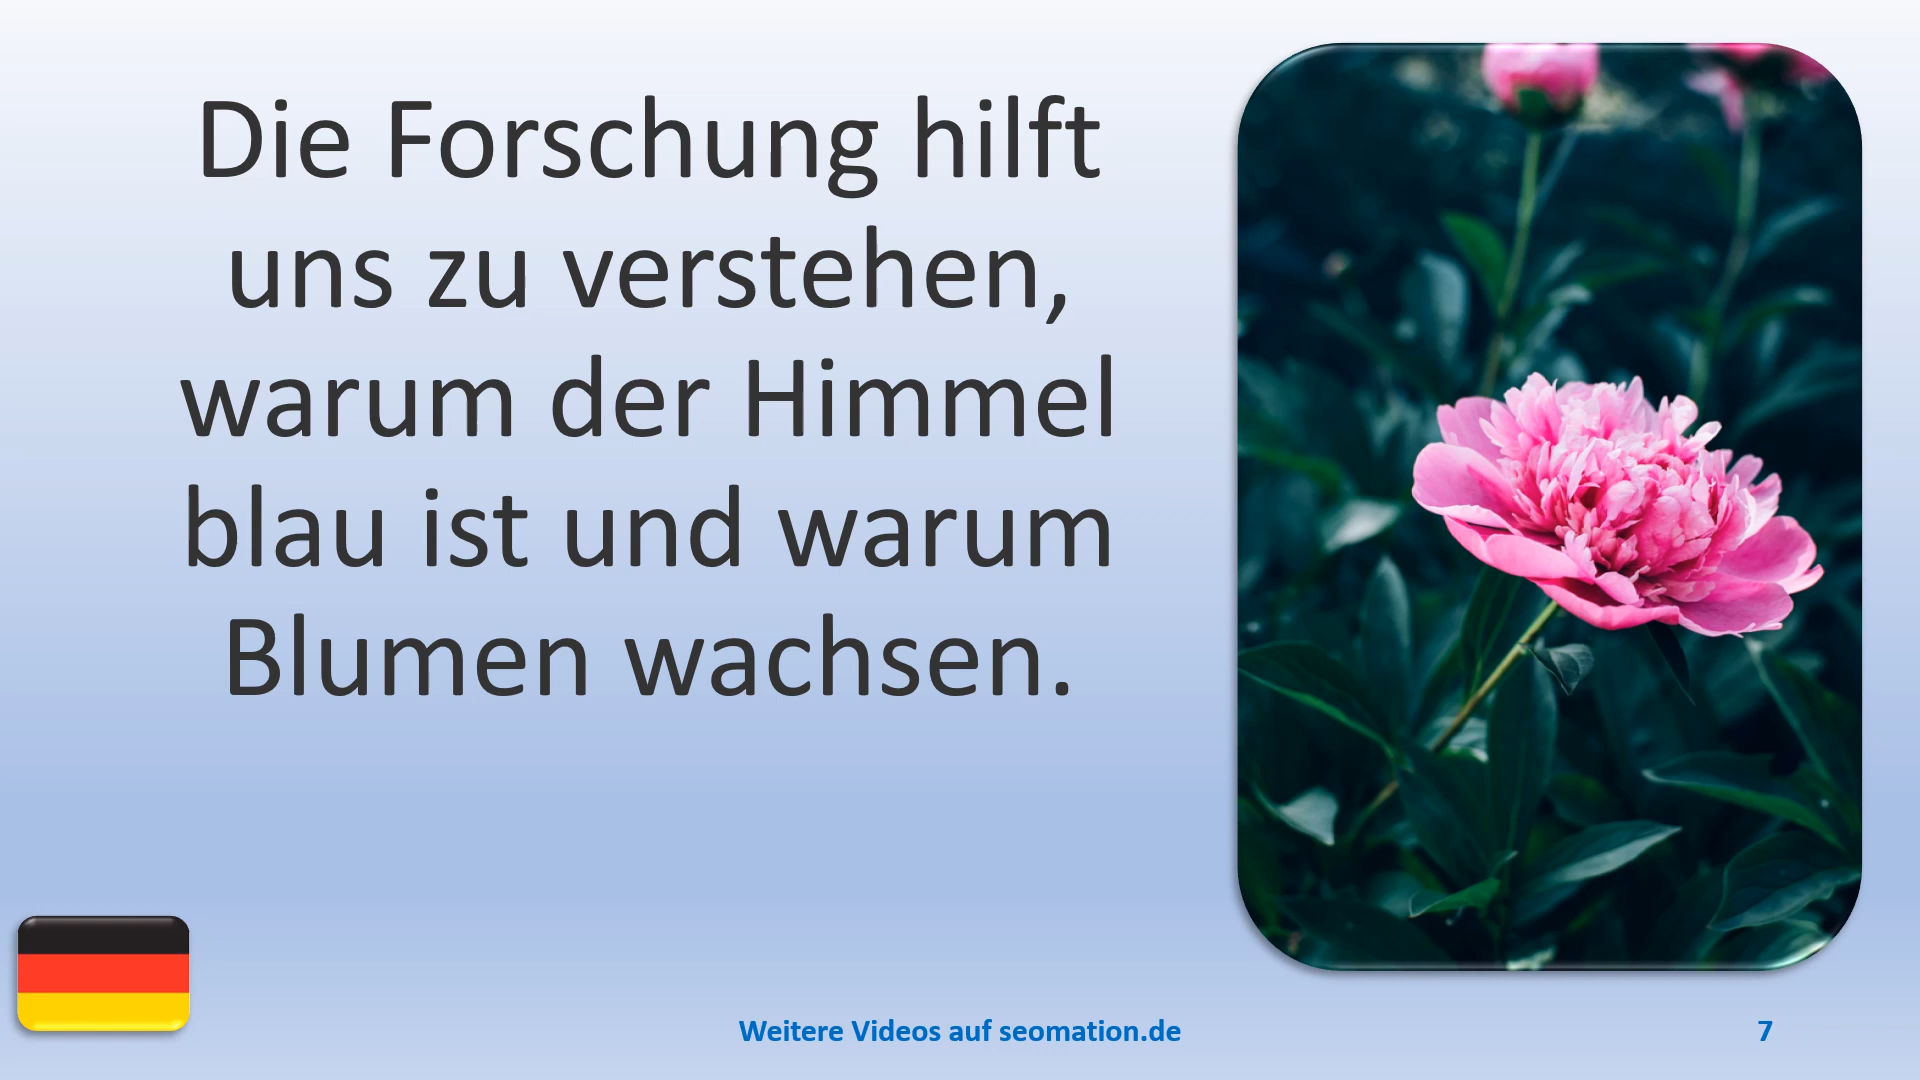 Die Forschung hilft
uns zu verstehen,
warum der Himmel
blau ist und warum
Blumen wachsen.
Weitere Videos auf seomation.de
7